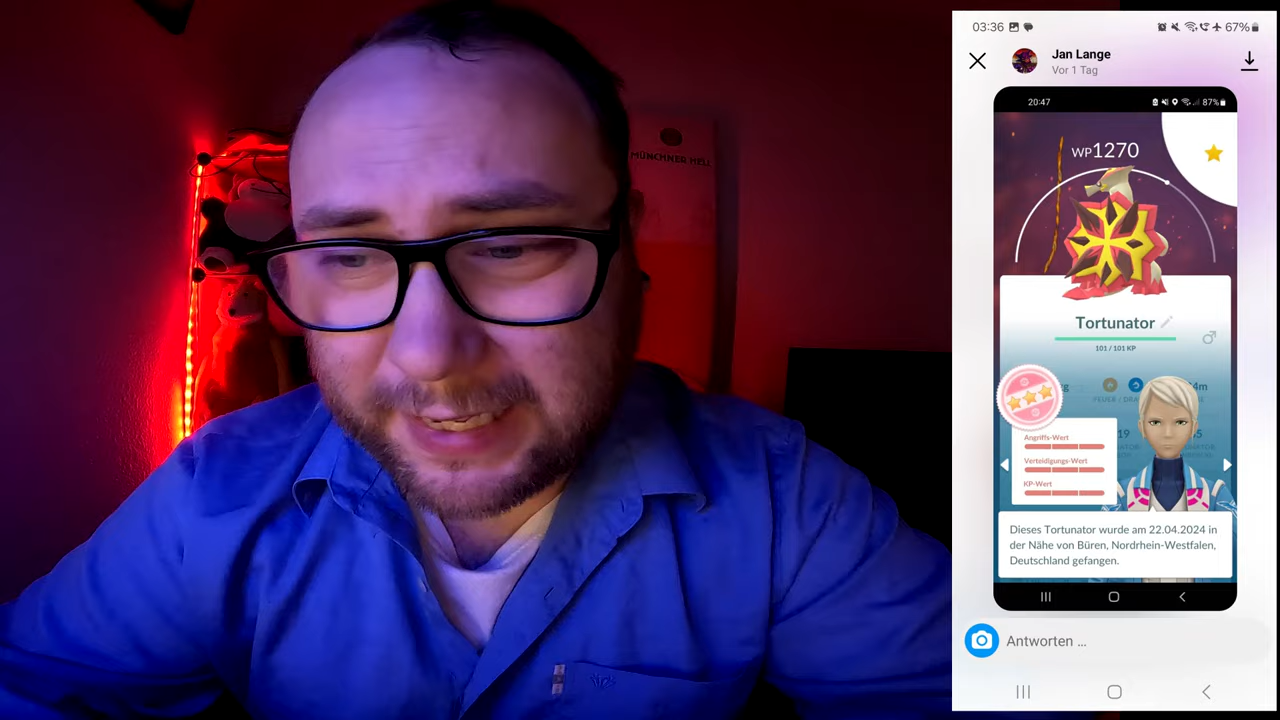 MÜNCHNER HELL
03:36
67%
Jan Lange
Vor 1 Tag
20:47
87%
WP1270
Tortunator
101 / 101 KP
Angriffs-Wert
Verteidigungs-Wert
KP-Wert
Dieses Tortunator wurde am 22.04.2024 in
der Nähe von Büren, Nordrhein-Westfalen,
Deutschland gefangen.
Antworten ...